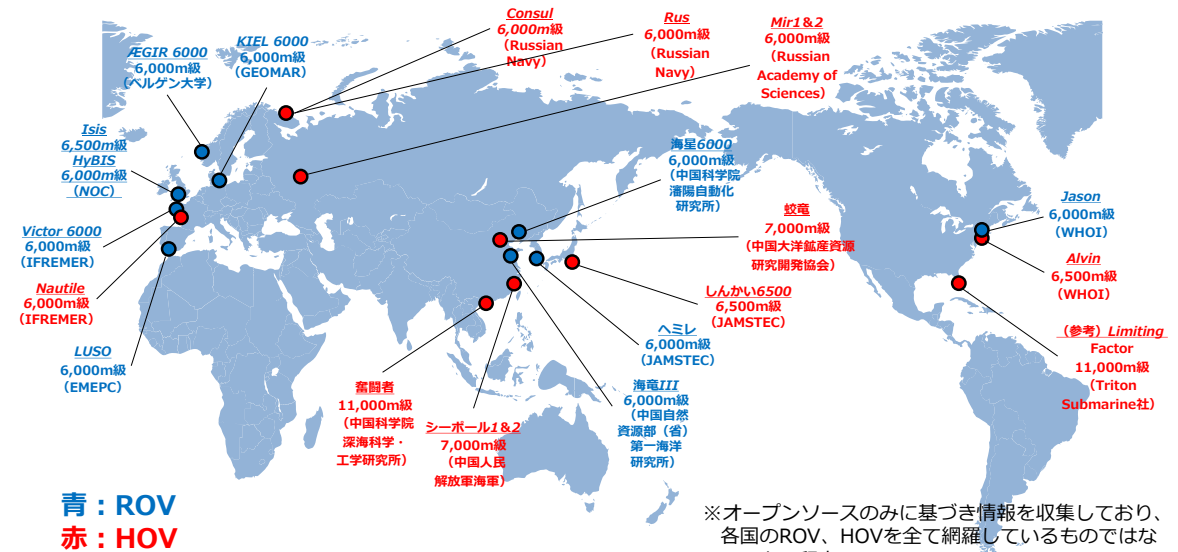 ÆGIR 6000
6,000m級
（ベルゲン大学）
KIEL 6000
6,000m級
（GEOMAR）
Consul
6,000m級
（Russian
Navy）
Rus
6,000m級
（Russian
Navy）
Mir1&2
6,000m級
（Russian
Academy of
Sciences）
Isis
6,500m級
HyBIS
6,000m級
（NOC）
Victor 6000
6,000m級
（IFREMER）
Nautile
6,000m級
（IFREMER）
LUSO
6,000m級
（EMEPC）
海星6000
6,000m級
（中国科学院
瀋陽自動化
研究所）
蛟竜
7,000m級
（中国大洋鉱産資源
研究開発協会）
しんかい6500
6,500m級
（JAMSTEC）
ヘミレ
6,000m級
（JAMSTEC）
海竜III
6,000m級
（中国自然
資源部（省）
第一海洋
研究所）
シーポール1&2
7,000m級
（中国人民
解放軍海軍）
奮闘者
11,000m級
（中国科学院
深海科学・
工学研究所）
Jason
6,000m級
（WHOI）
Alvin
6,500m級
（WHOI）
（参考）Limiting
Factor
11,000m級
（Triton
Submarine社）
青：ROV
赤：HOV
※オープンソースのみに基づき情報を収集しており、
各国のROV、HOVを全て網羅しているものではな